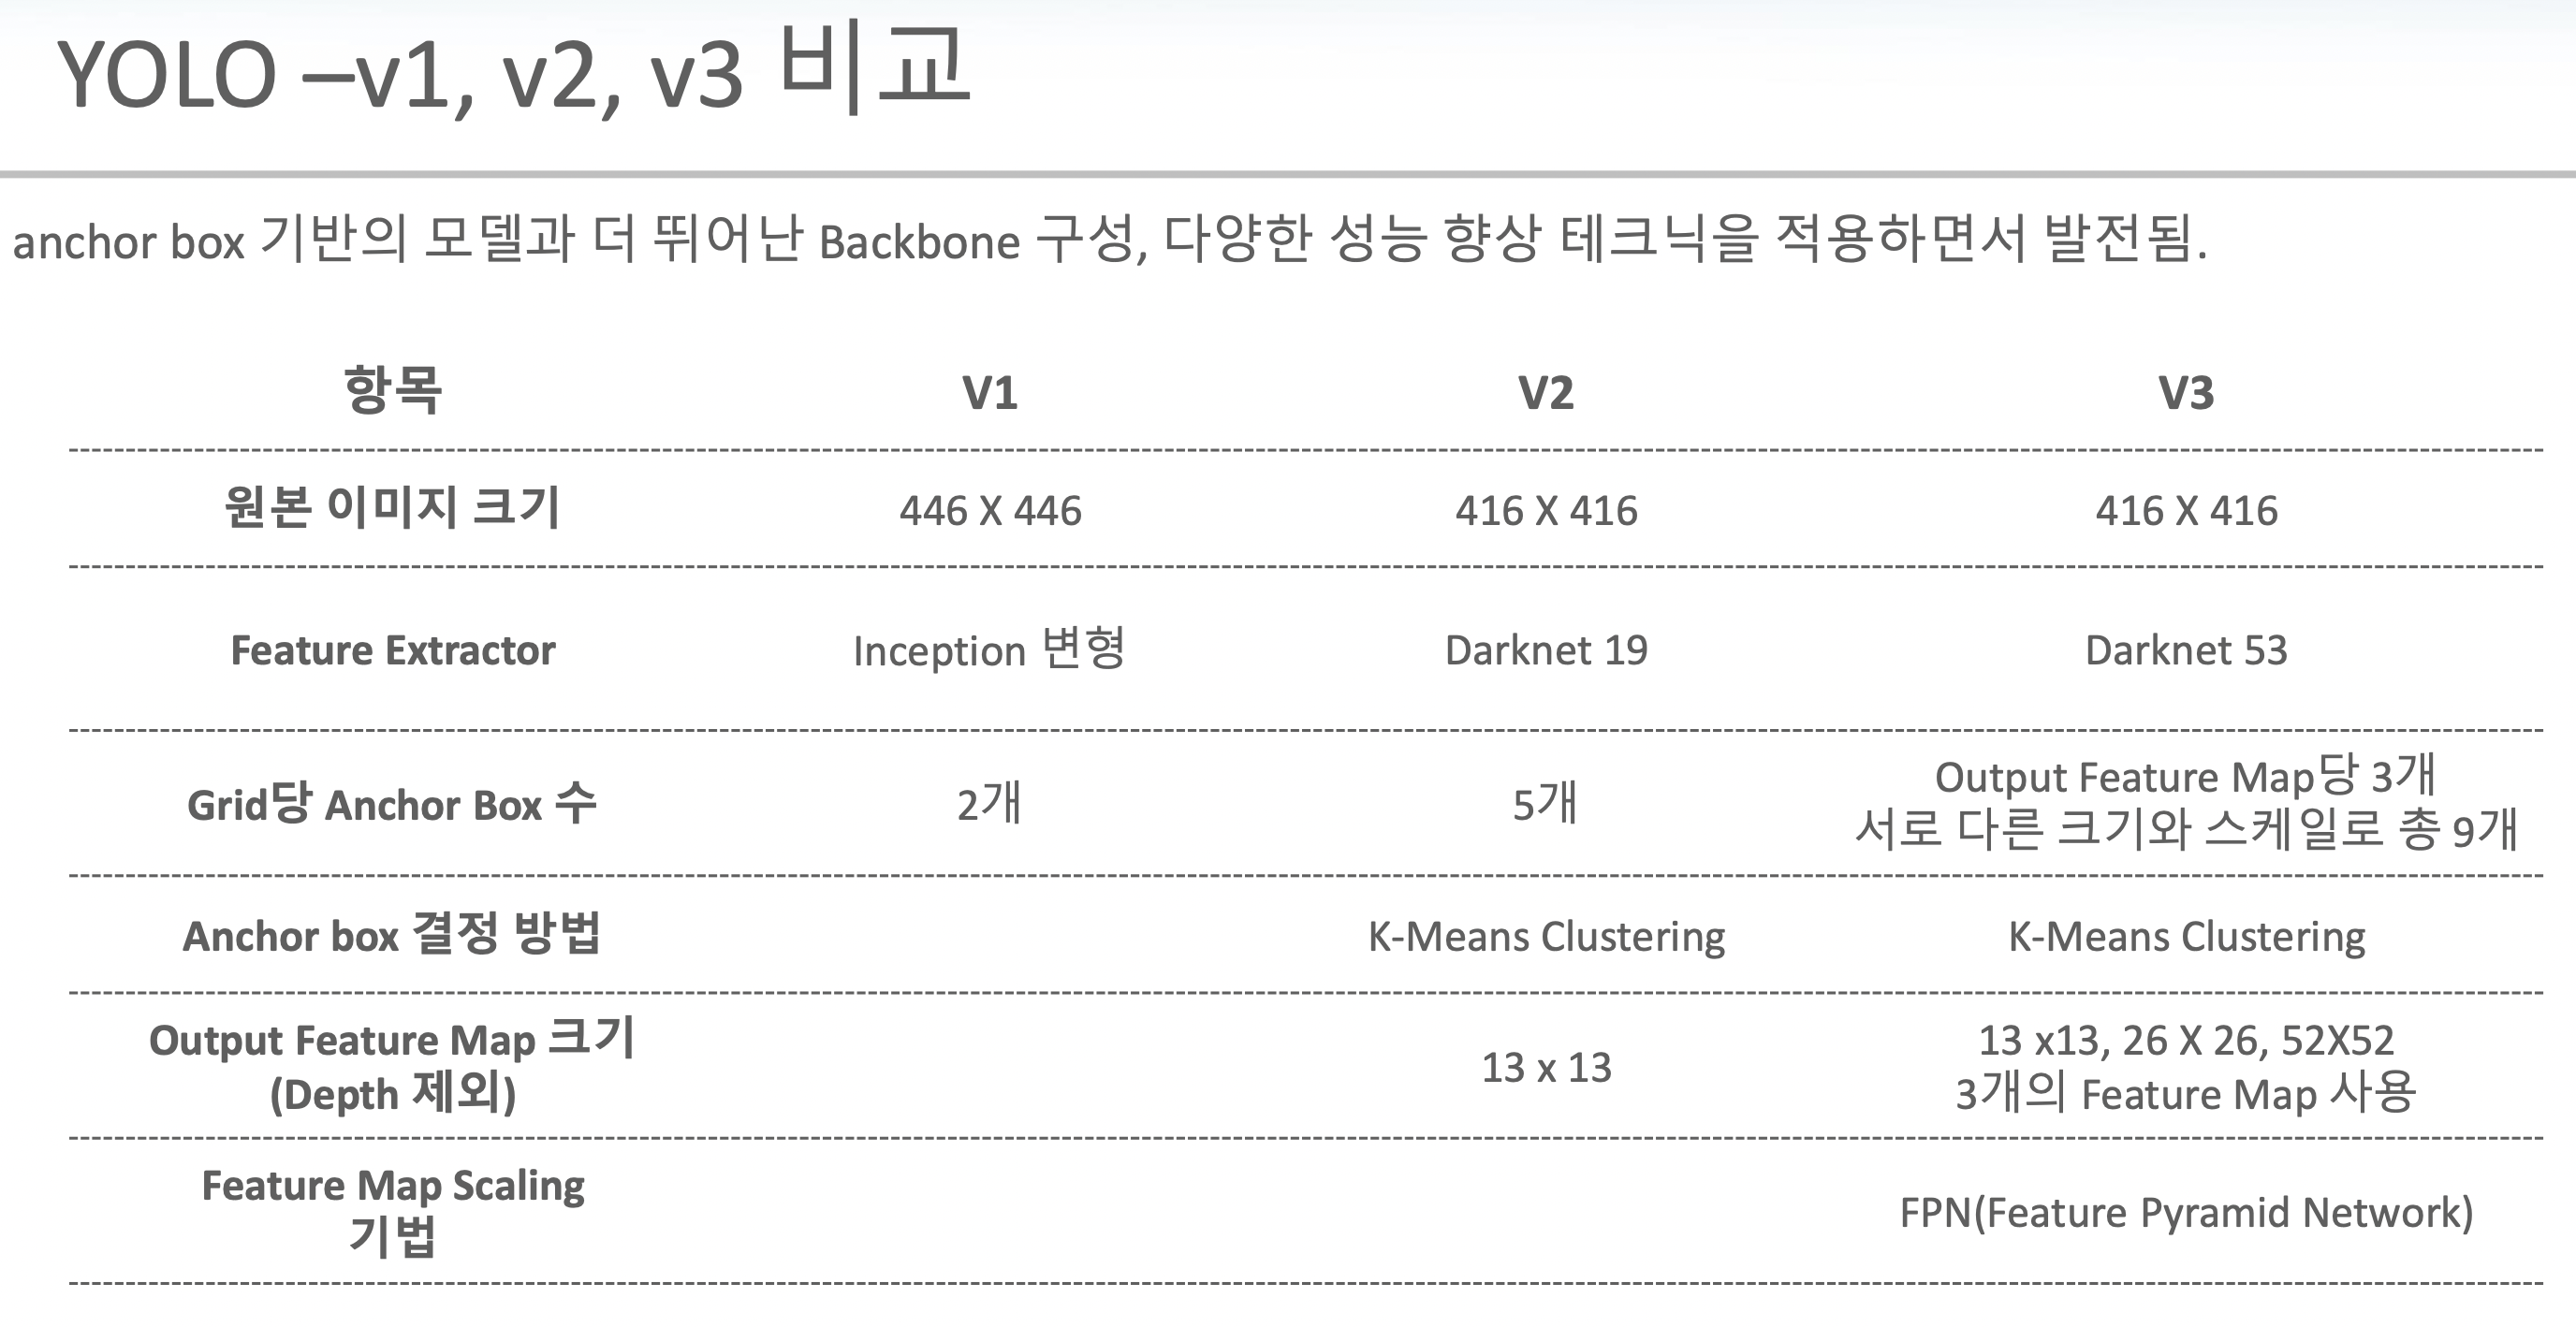 YOLO –v1, v2, v3 비교
anchor box 기반의 모델과 더 뛰어난 Backbone 구성, 다양한 성능 향상 테크닉을 적용하면서 발전됨.
항목 V1 V2 V3
원본 이미지 크기 446 X 446 416 X 416 416 X 416
Feature Extractor Inception 변형 Darknet 19 Darknet 53
Grid당 Anchor Box 수 2개 5개 Output Feature Map당 3개
서로 다른 크기와 스케일로 총 9개
Anchor box 결정 방법 K-Means Clustering K-Means Clustering
Output Feature Map 크기
(Depth 제외)
13 x 13
13 x13, 26 X 26, 52X52
3개의 Feature Map 사용
Feature Map Scaling
기법
FPN(Feature Pyramid Network)